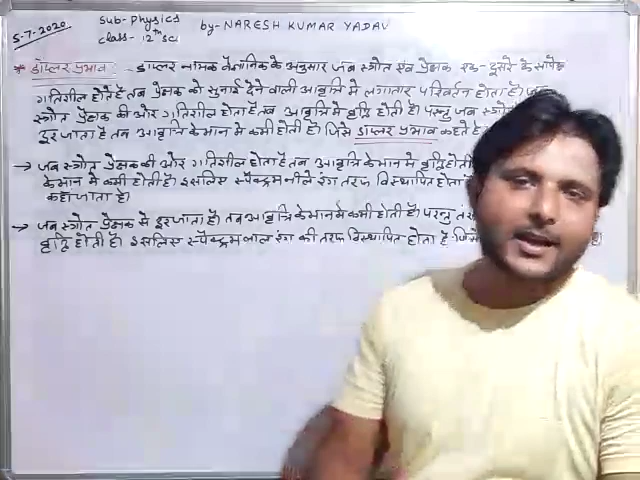 5-7-2020
Sub-Physics
by-NARESH KUMAR YADAV
class- 12th sci
* डॉप्लर प्रभाव:- डॉप्लर नामक वैज्ञानिक के अनुसार जब स्त्रोत एवं प्रेक्षक एक-दूसरे के सापेक्ष
गतिशील होते हैं तब प्रेक्षक को सुनाई देने वाली आवृत्ति मे लगातार परिवर्तन होता है। जब
स्त्रोत प्रेक्षक की ओर गतिशील होता है तब आवृत्ति मे वृद्धि होती है। परन्तु जब स्त्रोत
दूर जाता है तब आवृत्ति के मान मे कमी होती है। जिसे डॉप्लर प्रभाव कहते है
→ जब स्त्रोत प्रेक्षक की ओर गतिशील होता है तब आवृत्ति के मान मे वृद्धि होती
के मान मे कमी होती है। इसलिए स्पैक्ट्रम नीले रंग तरफ विस्थापित होता
कहा जाता है।
→ जब स्त्रोत प्रेक्षक से दूर जाता है। तब आवृत्ति के मान मे कमी होती है। परन्तु
वृद्धि होती है। इसलिए स्पैक्ट्रम लाल रंग की तरफ विस्थापित होता है जिसे